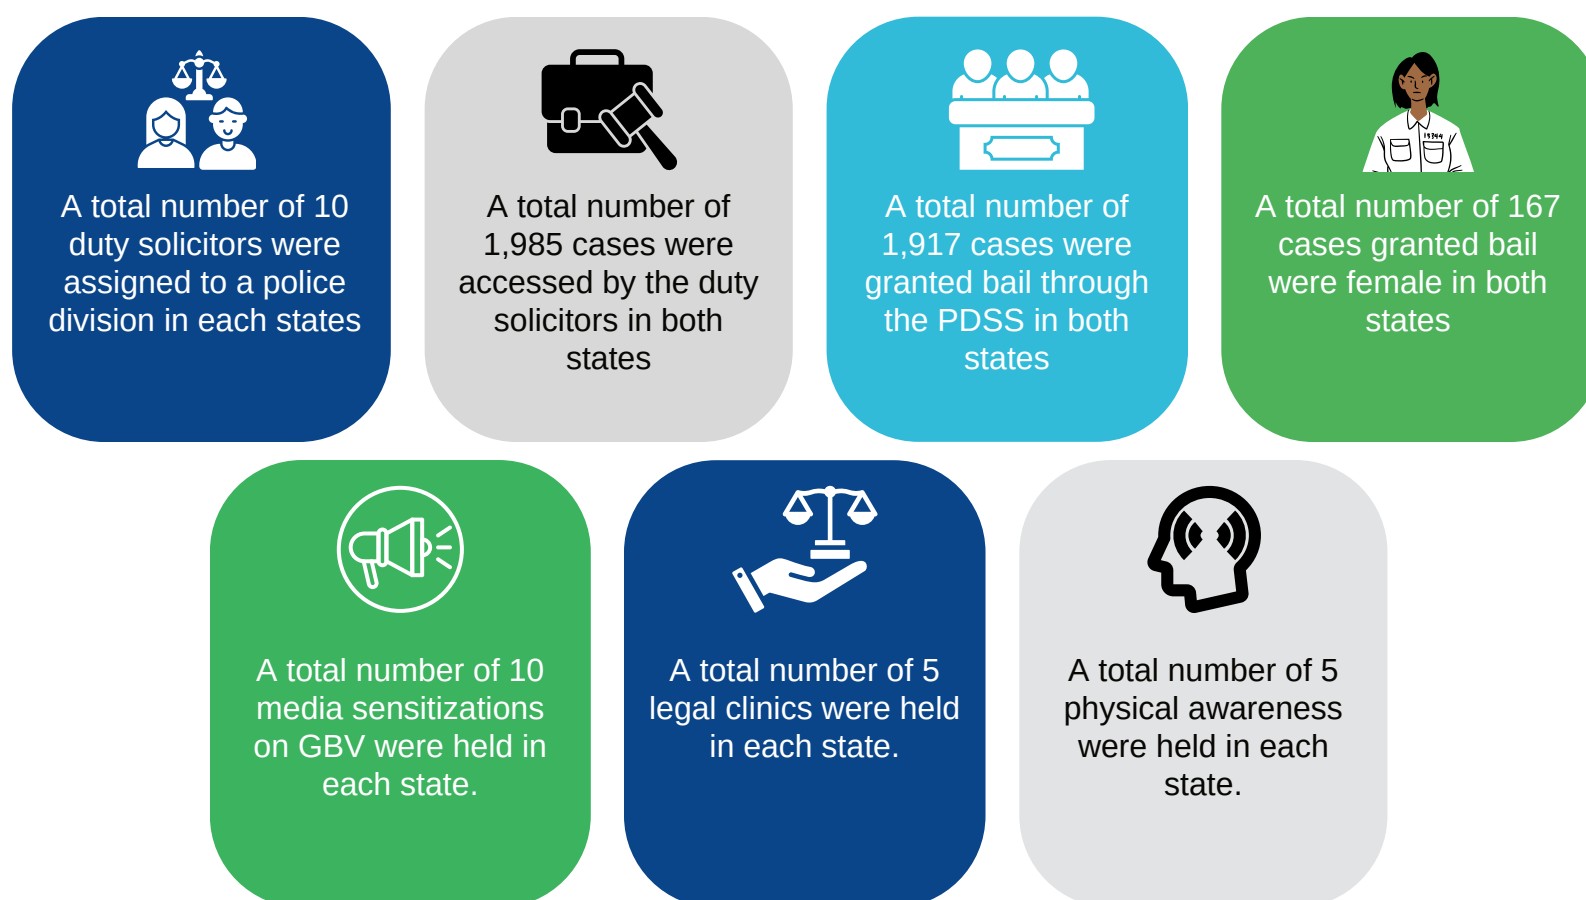 A total number of 10
duty solicitors were
assigned to a police
division in each states
A total number of
1,985 cases were
accessed by the duty
solicitors in both
states
A total number of
1,917 cases were
granted bail through
the PDSS in both
states
A total number of 167
cases granted bail
were female in both
states
A total number of 10
media sensitizations
on GBV were held in
each state.
A total number of 5
legal clinics were held
in each state.
A total number of 5
physical awareness
were held in each
state.